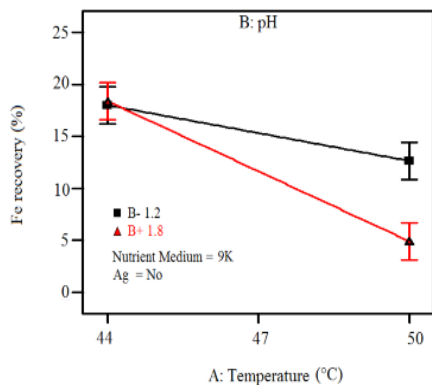 B: pH
25
20
15
10
5
0
Fe recovery (%)
B- 1.2
B+ 1.8
Nutrient Medium = 9K
Ag = No
44 47 50
A: Temperature (°C)